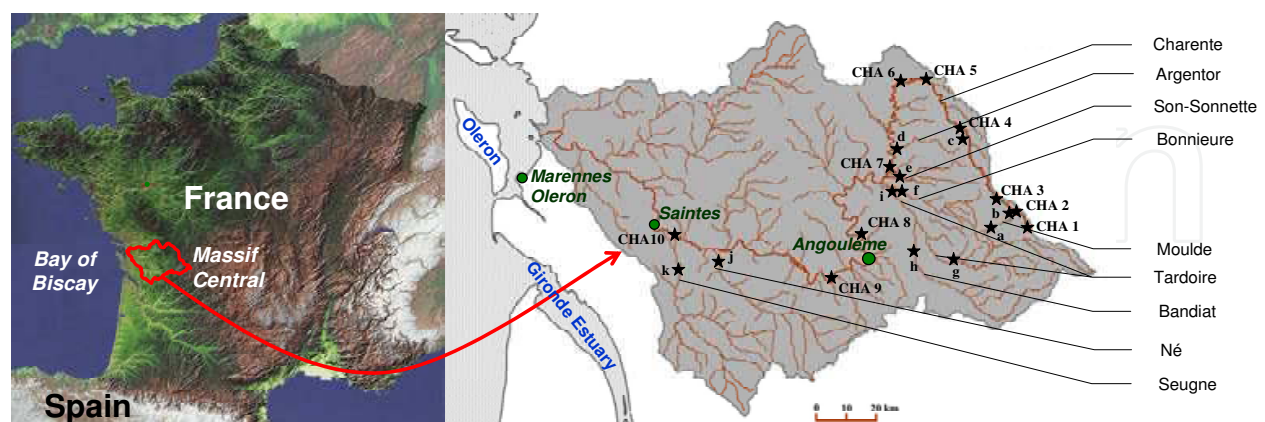 France
Bay of
Biscay
Massif
Central
Spain
Oleron
Marennes
Oleron
Gironde Estuary
Saintes
Angoulême
CHA 6
CHA 5
CHA 4
c
d
CHA 7
e
i
f
CHA 3
CHA 2
b
a
CHA 1
CHA 8
CHA10
j
k
h
g
CHA 9
0 10 20 km
Charente
Argentor
Son-Sonnette
Bonnieure
Moulde
Tardoire
Bandiat
Né
Seugne